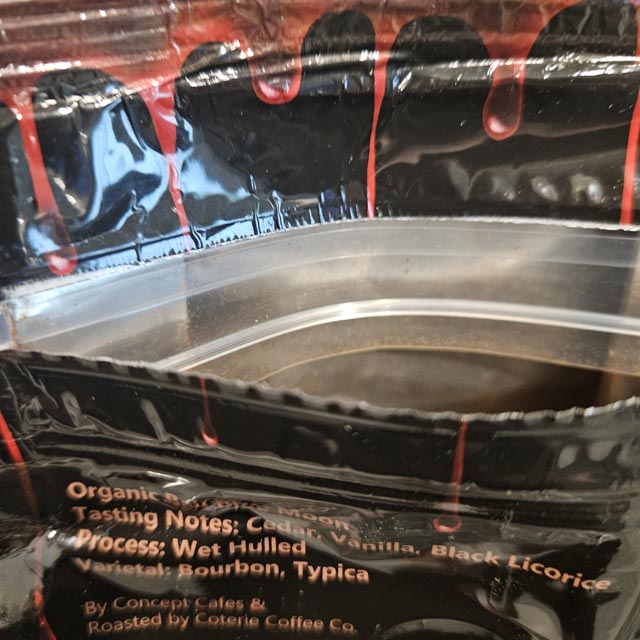 Organic Moon
Tasting Notes: Cedar, Vanilla, Black Licorice
Process: Wet Hulled
Varietal: Bourbon, Typica
By Concept Cafes &
Roasted by Coterie Coffee Co.